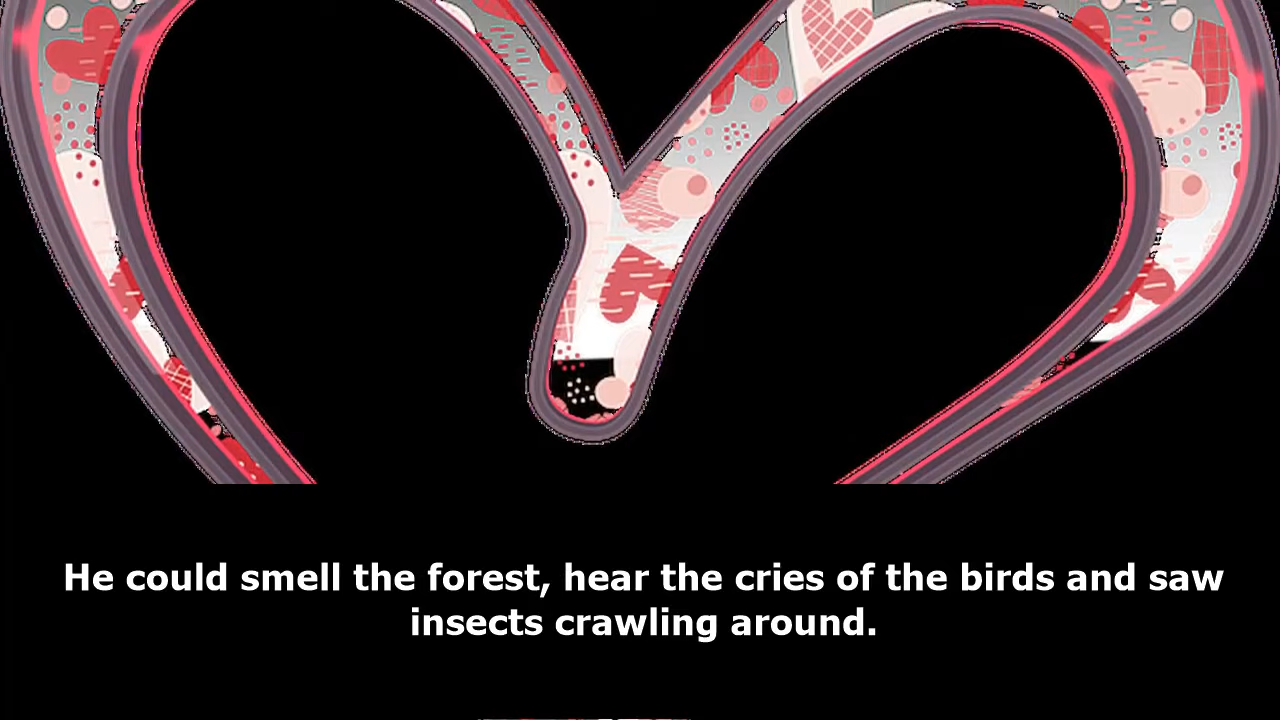 He could smell the forest, hear the cries of the birds and saw
insects crawling around.